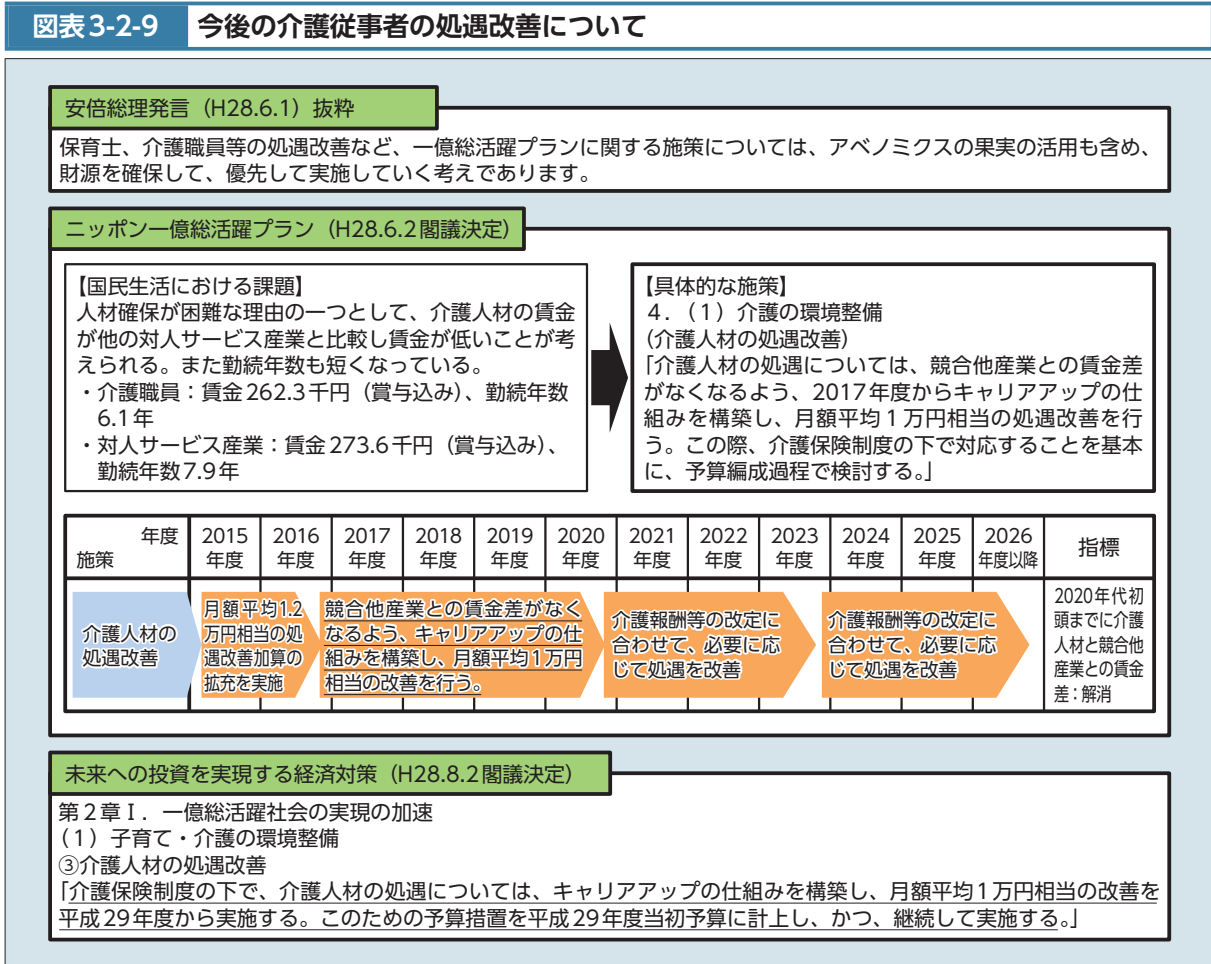 図表3-2-9 今後の介護従事者の処遇改善について
安倍総理発言（H28.6.1）抜粋
保育士、介護職員等の処遇改善など、一億総活躍プランに関する施策については、アベノミクスの果実の活用も含め、
財源を確保して、優先して実施していく考えであります。
ニッポン一億総活躍プラン（H28.6.2閣議決定）
【国民生活における課題】
人材確保が困難な理由の一つとして、介護人材の賃金
が他の対人サービス産業と比較し賃金が低いことが考
えられる。また勤続年数も短くなっている。
・介護職員：賃金262.3千円（賞与込み）、勤続年数
6.1年
・対人サービス産業：賃金273.6千円（賞与込み）、
勤続年数7.9年
【具体的な施策】
４．（１）介護の環境整備
(介護人材の処遇改善)
「介護人材の処遇については、競合他産業との賃金差
がなくなるよう、2017年度からキャリアアップの仕
組みを構築し、月額平均１万円相当の処遇改善を行
う。この際、介護保険制度の下で対応することを基本
に、予算編成過程で検討する。」
年度
施策
2015
年度
2016
年度
2017
年度
2018
年度
2019
年度
2020
年度
2021
年度
2022
年度
2023
年度
2024
年度
2025
年度
2026
年度以降
指標
介護人材の
処遇改善
月額平均1.2
万円相当の処
遇改善加算の
拡充を実施
競合他産業との賃金差がなく
なるよう、キャリアアップの仕
組みを構築し、月額平均１万円
相当の改善を行う。
介護報酬等の改定に
合わせて、必要に応
じて処遇を改善
介護報酬等の改定に
合わせて、必要に応
じて処遇を改善
2020年代初
頭までに介護
人材と競合他
産業との賃金
差：解消
未来への投資を実現する経済対策（H28.8.2閣議決定）
第２章Ⅰ．一億総活躍社会の実現の加速
（１）子育て・介護の環境整備
③介護人材の処遇改善
「介護保険制度の下で、介護人材の処遇については、キャリアアップの仕組みを構築し、月額平均１万円相当の改善を
平成29年度から実施する。このための予算措置を平成29年度当初予算に計上し、かつ、継続して実施する。」